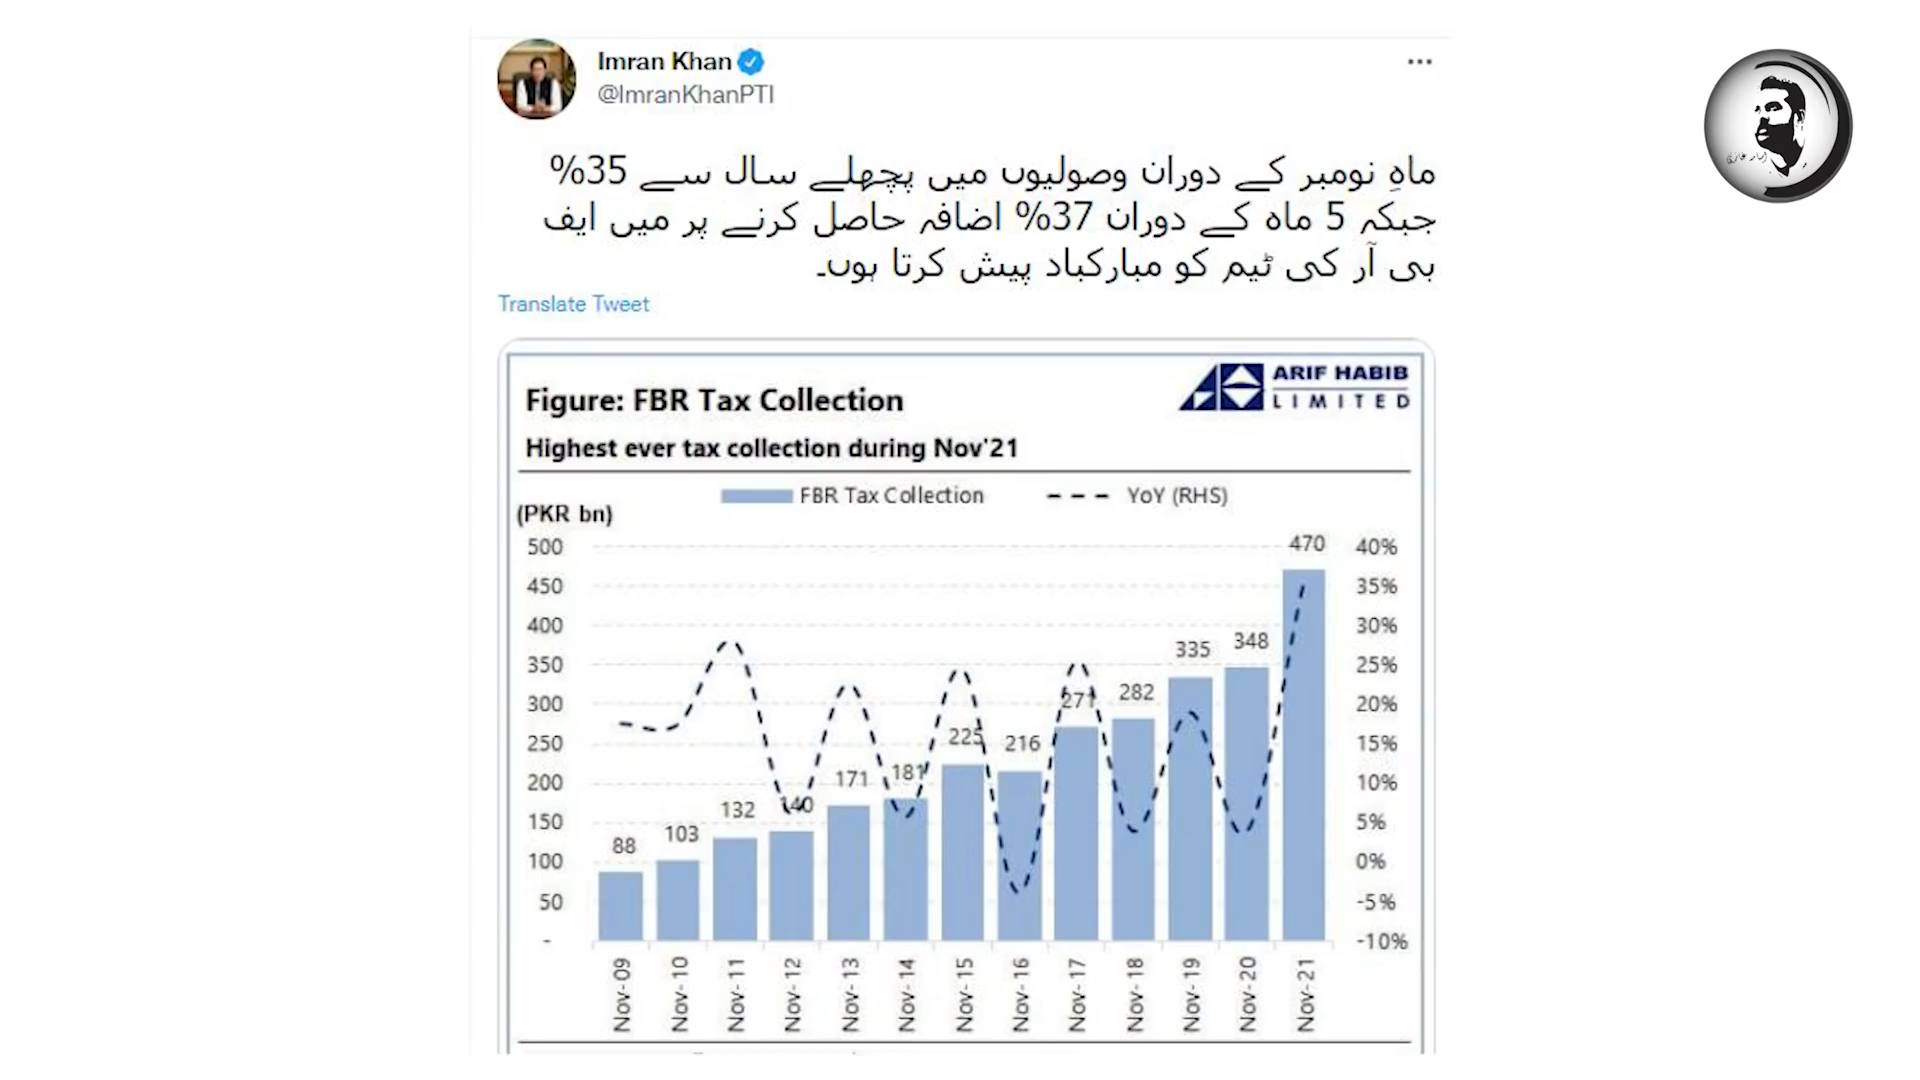 Imran Khan
@ImranKhanPTI
ماہِ نومبر کے دوران وصولیوں میں پچھلے سال سے 35%
جبکہ 5 ماہ کے دوران 37% اضافہ حاصل کرنے پر میں ایف
بی آر کی ٹیم کو مبارکباد پیش کرتا ہوں۔
Translate Tweet
ARIF HABIB
LIMITED
Figure: FBR Tax Collection
Highest ever tax collection during Nov'21
FBR Tax Collection YoY (RHS)
(PKR bn)
500 470 40%
450 35%
400 30%
350 335 348 25%
300 271 282 20%
250 225 216 15%
200 171 181 10%
150 132 140 5%
100 88 103 0%
50 -5%
- -10%
Nov-09 Nov-10 Nov-11 Nov-12 Nov-13 Nov-14 Nov-15 Nov-16 Nov-17 Nov-18 Nov-19 Nov-20 Nov-21